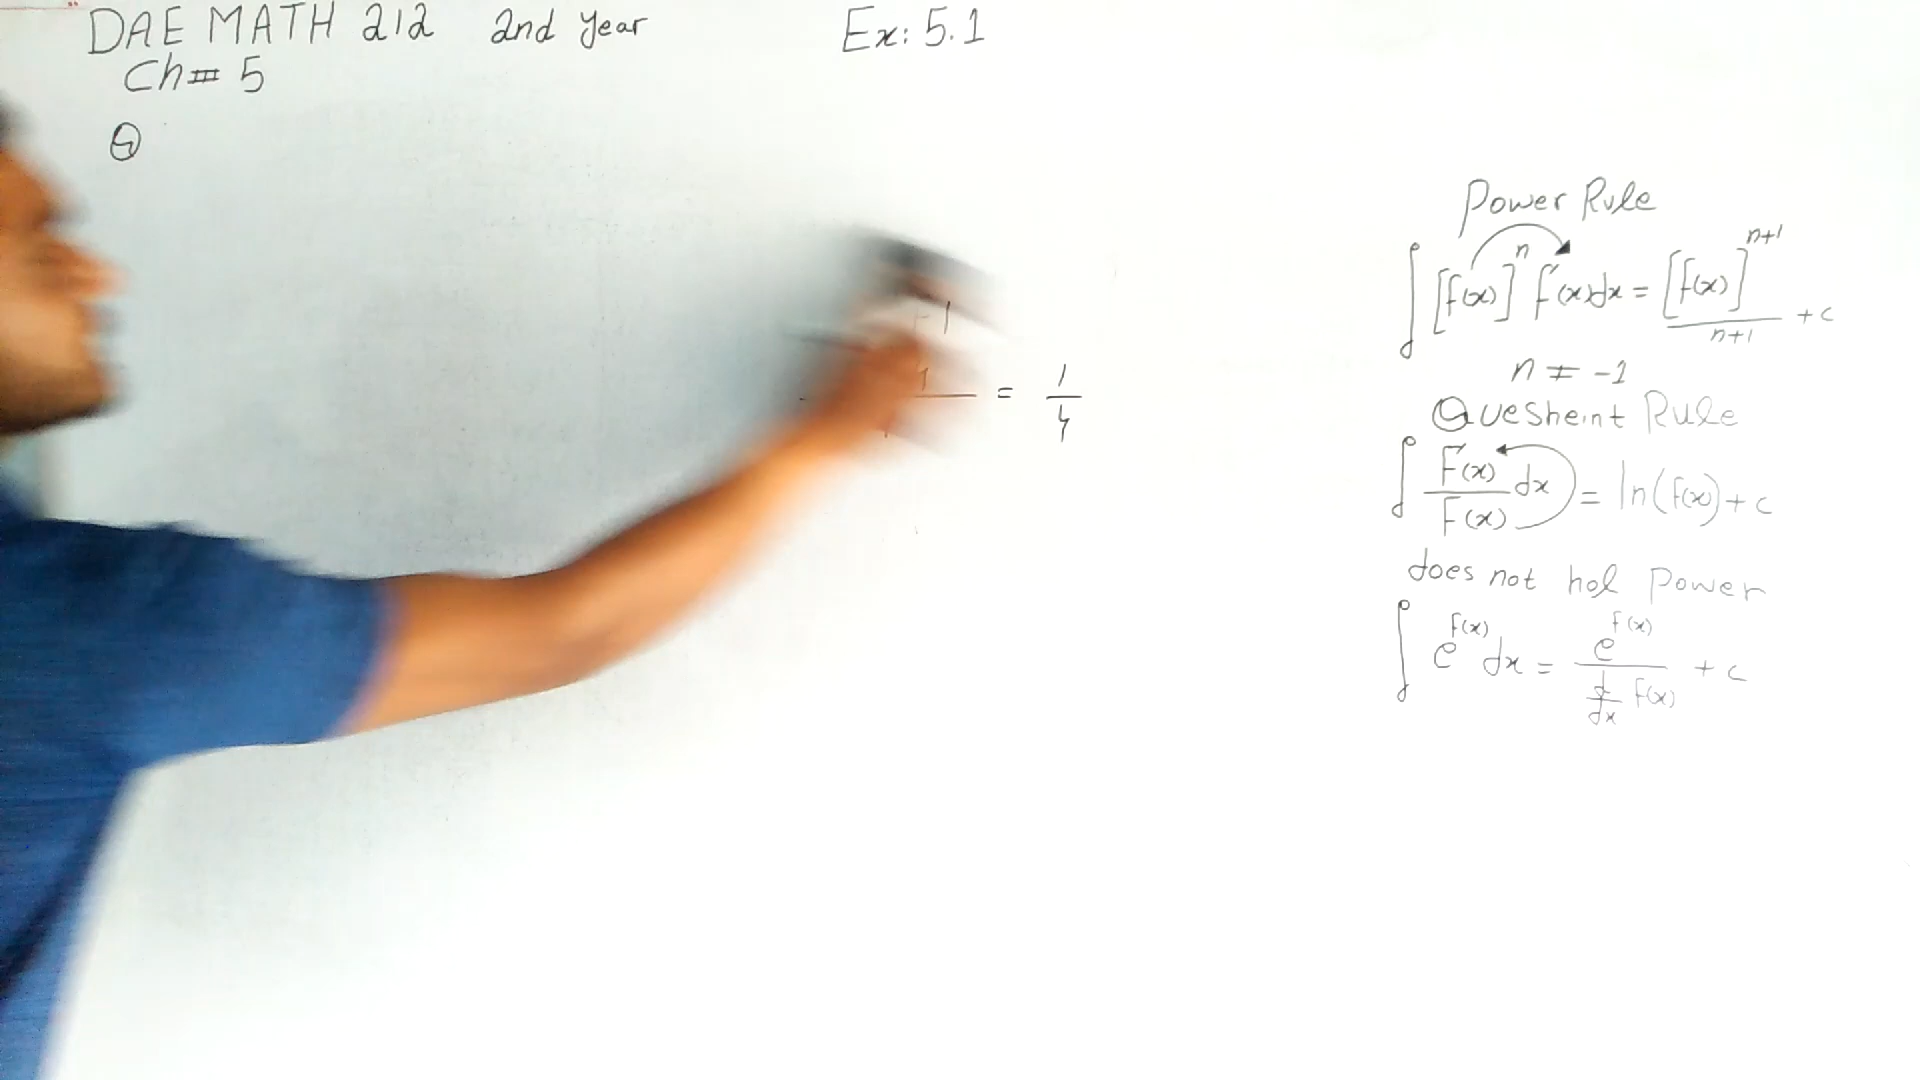 DAE MATH 212 2nd year Ex: 5.1
Ch# 5
Q
= 1/4
Power Rule
∫ [f(x)]^n f'(x)dx = [f(x)]^(n+1) / (n+1) + c
n ≠ -1
Quesheint Rule
∫ F'(x)/F(x) dx = ln(f(x)) + c
does not hol Power
∫ e^f(x) dx = e^f(x) / (d/dx f(x)) + c